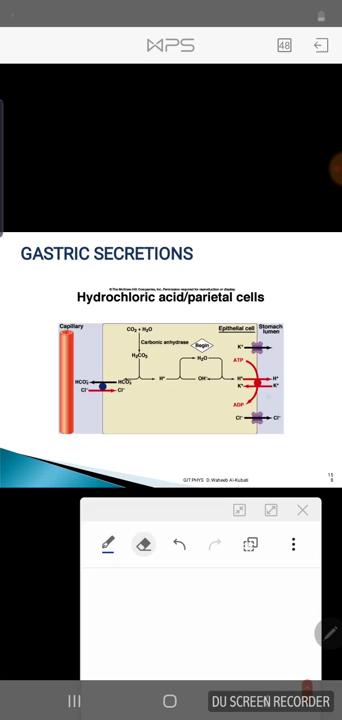 WPS
48
GASTRIC SECRETIONS
© The McGraw-Hill Companies, Inc. Permission required for reproduction or display.
Hydrochloric acid/parietal cells
Capillary
CO₂ + H₂O
Epithelial cell
Stomach lumen
Carbonic anhydrase
Begin
K⁺
H₂CO₃
H₂O
ATP
HCO₃⁻
HCO₃⁻
H⁺
OH⁻
H⁺
H⁺
Cl⁻
Cl⁻
K⁺
K⁺
ADP
Cl⁻
Cl⁻
GIT PHYS D. Waheeb Al-Kubati
15
6
DU SCREEN RECORDER